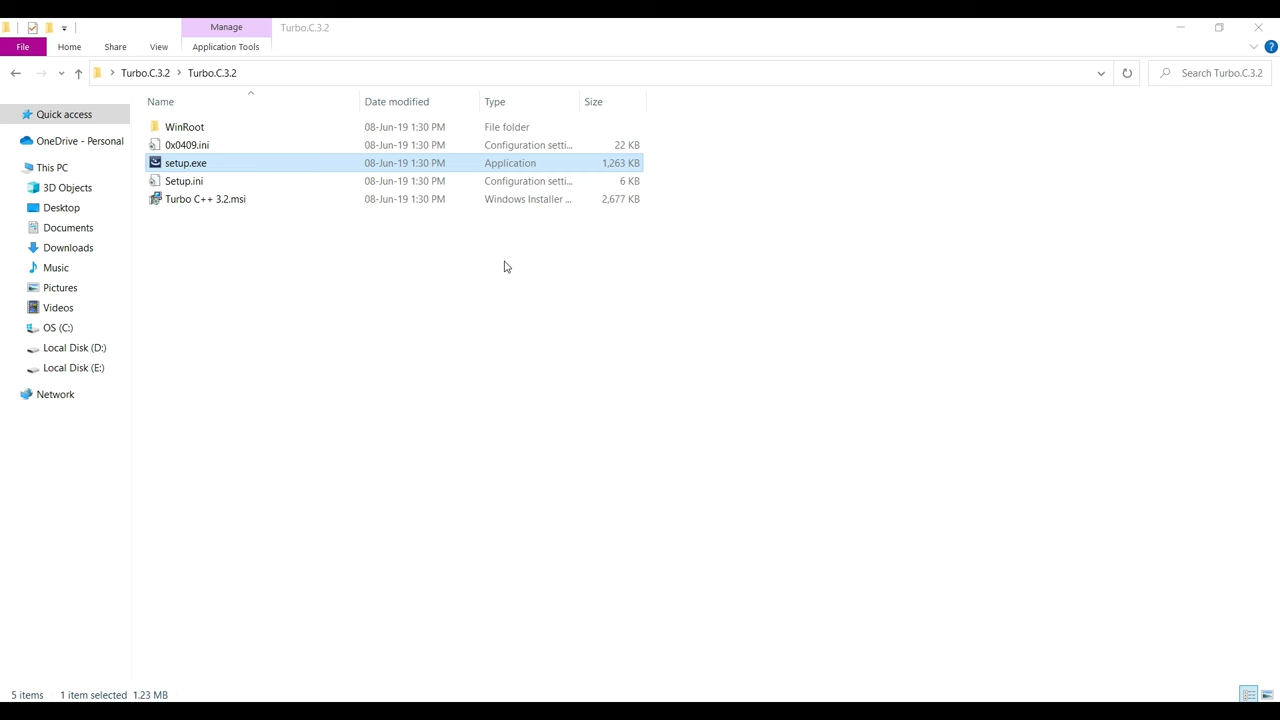 Manage Turbo.C.3.2
File Home Share View Application Tools
Turbo.C.3.2 Turbo.C.3.2 Search Turbo.C.3.2
Name Date modified Type Size
Quick access
OneDrive - Personal
This PC
3D Objects
Desktop
Documents
Downloads
Music
Pictures
Videos
OS (C:)
Local Disk (D:)
Local Disk (E:)
Network
WinRoot 08-Jun-19 1:30 PM File folder
0x0409.ini 08-Jun-19 1:30 PM Configuration setti... 22 KB
setup.exe 08-Jun-19 1:30 PM Application 1,263 KB
Setup.ini 08-Jun-19 1:30 PM Configuration setti... 6 KB
Turbo C++ 3.2.msi 08-Jun-19 1:30 PM Windows Installer ... 2,677 KB
5 items 1 item selected 1.23 MB